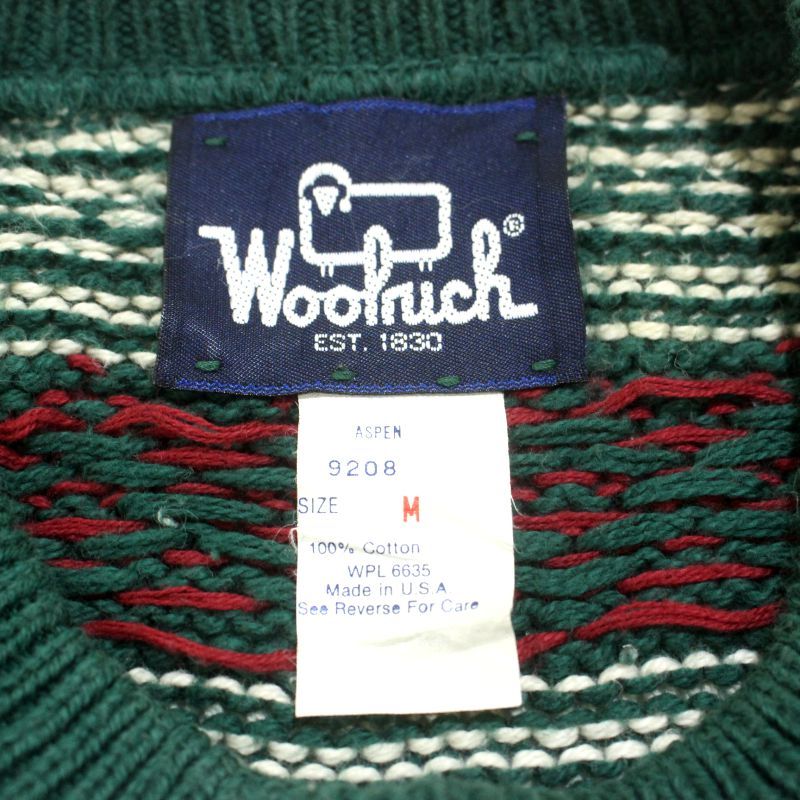 Woolrich®
EST. 1830
ASPEN
9208
SIZE M
100% Cotton
WPL 6635
Made in U.S.A
See Reverse For Care